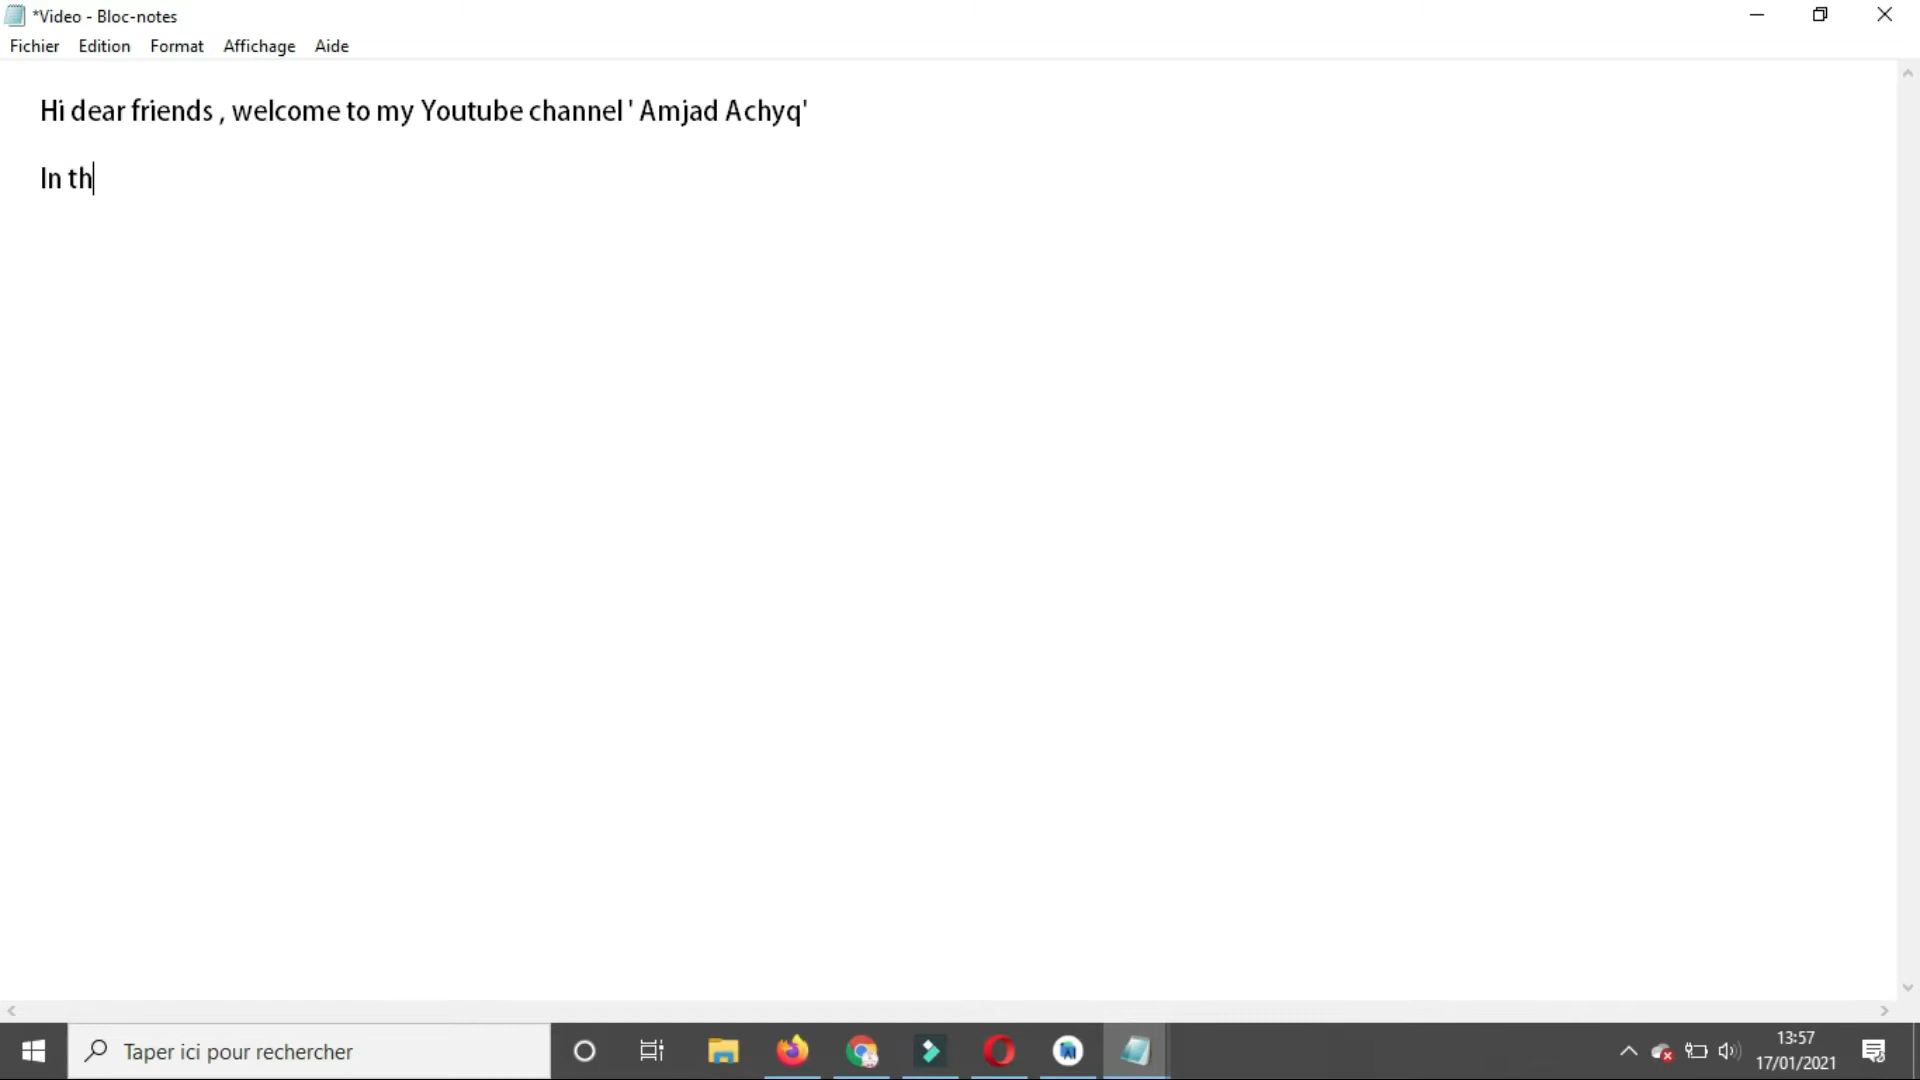 *Video - Bloc-notes
Fichier Edition Format Affichage Aide
Hi dear friends , welcome to my Youtube channel ' Amjad Achyq'
In th
Taper ici pour rechercher
13:57
17/01/2021